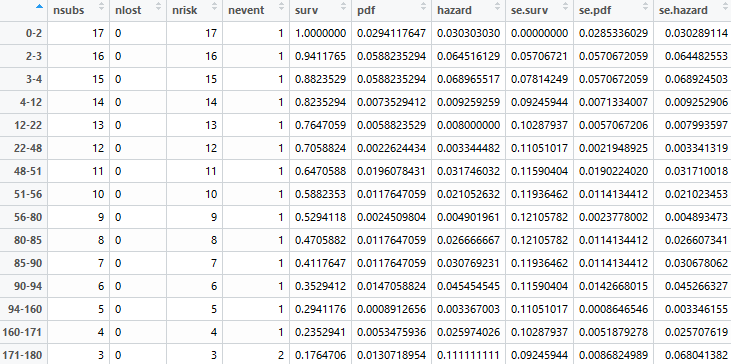 nsubs nlost nrisk nevent surv pdf hazard se.surv se.pdf se.hazard
0-2 17 0 17 1 1.0000000 0.0294117647 0.030303030 0.00000000 0.0285336029 0.030289114
2-3 16 0 16 1 0.9411765 0.0588235294 0.064516129 0.05706721 0.0570672059 0.064482553
3-4 15 0 15 1 0.8823529 0.0588235294 0.068965517 0.07814249 0.0570672059 0.068924503
4-12 14 0 14 1 0.8235294 0.0073529412 0.009259259 0.09245944 0.0071334007 0.009252906
12-22 13 0 13 1 0.7647059 0.0058823529 0.008000000 0.10287937 0.0057067206 0.007993597
22-48 12 0 12 1 0.7058824 0.0022624434 0.003344482 0.11051017 0.0021948925 0.003341319
48-51 11 0 11 1 0.6470588 0.0196078431 0.031746032 0.11590404 0.0190224020 0.031710018
51-56 10 0 10 1 0.5882353 0.0117647059 0.021052632 0.11936462 0.0114134412 0.021023453
56-80 9 0 9 1 0.5294118 0.0024509804 0.004901961 0.12105782 0.0023778002 0.004893473
80-85 8 0 8 1 0.4705882 0.0117647059 0.026666667 0.12105782 0.0114134412 0.026607341
85-90 7 0 7 1 0.4117647 0.0117647059 0.030769231 0.11936462 0.0114134412 0.030678062
90-94 6 0 6 1 0.3529412 0.0147058824 0.045454545 0.11590404 0.0142668015 0.045266327
94-160 5 0 5 1 0.2941176 0.0008912656 0.003367003 0.11051017 0.0008646546 0.003346155
160-171 4 0 4 1 0.2352941 0.0053475936 0.025974026 0.10287937 0.0051879278 0.025707619
171-180 3 0 3 2 0.1764706 0.0130718954 0.111111111 0.09245944 0.0086824989 0.068041382